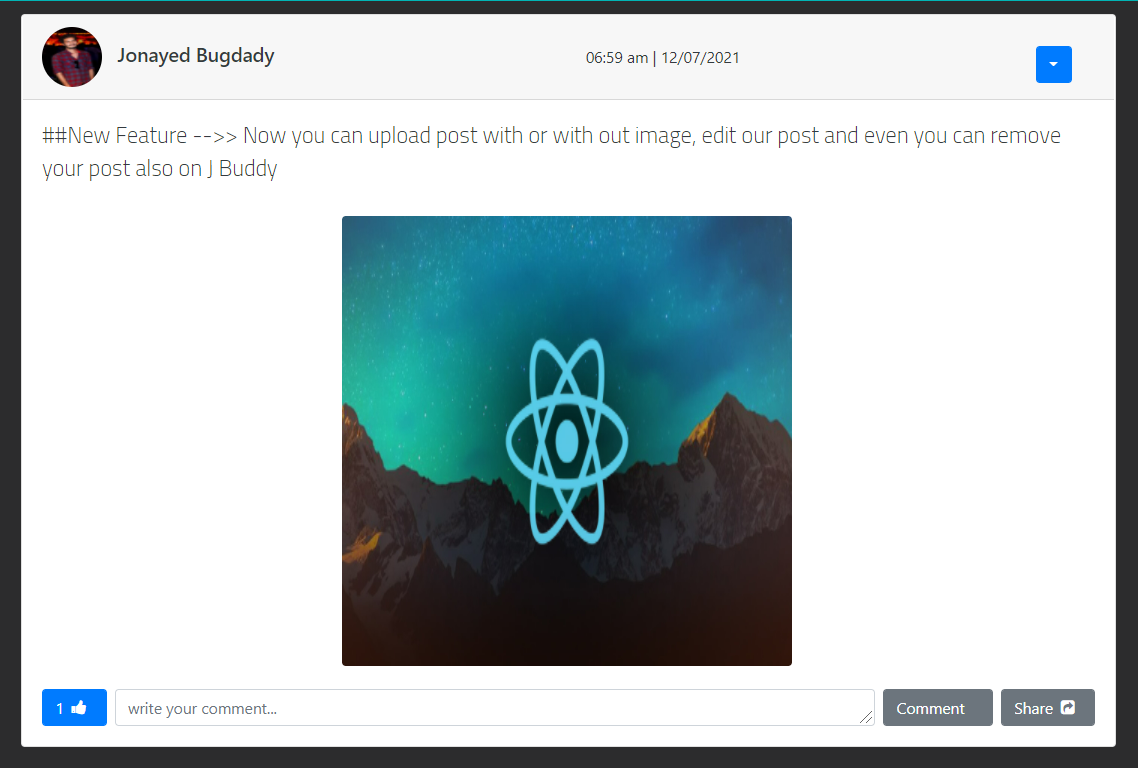 Jonayed Bugdady
06:59 am | 12/07/2021
##New Feature -->> Now you can upload post with or with out image, edit our post and even you can remove
your post also on J Buddy
1
write your comment...
Comment
Share